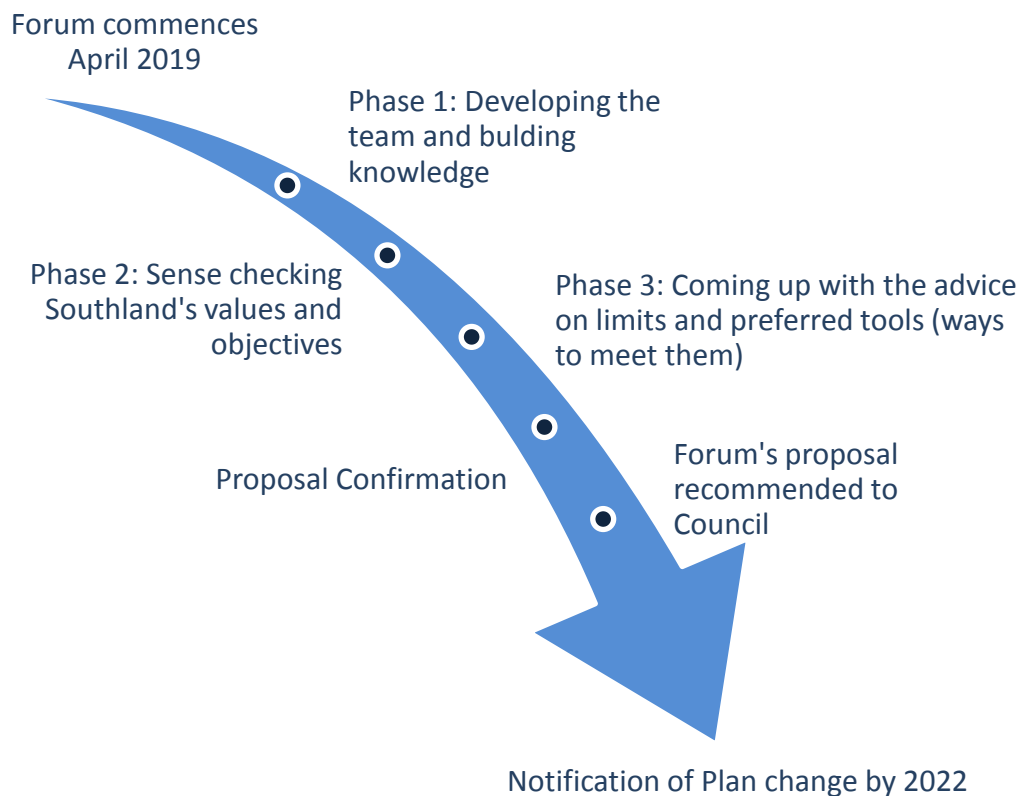 Forum commences
April 2019
Phase 1: Developing the
team and bulding
knowledge
Phase 2: Sense checking
Southland's values and
objectives
Phase 3: Coming up with the advice
on limits and preferred tools (ways
to meet them)
Proposal Confirmation
Forum's proposal
recommended to
Council
Notification of Plan change by 2022